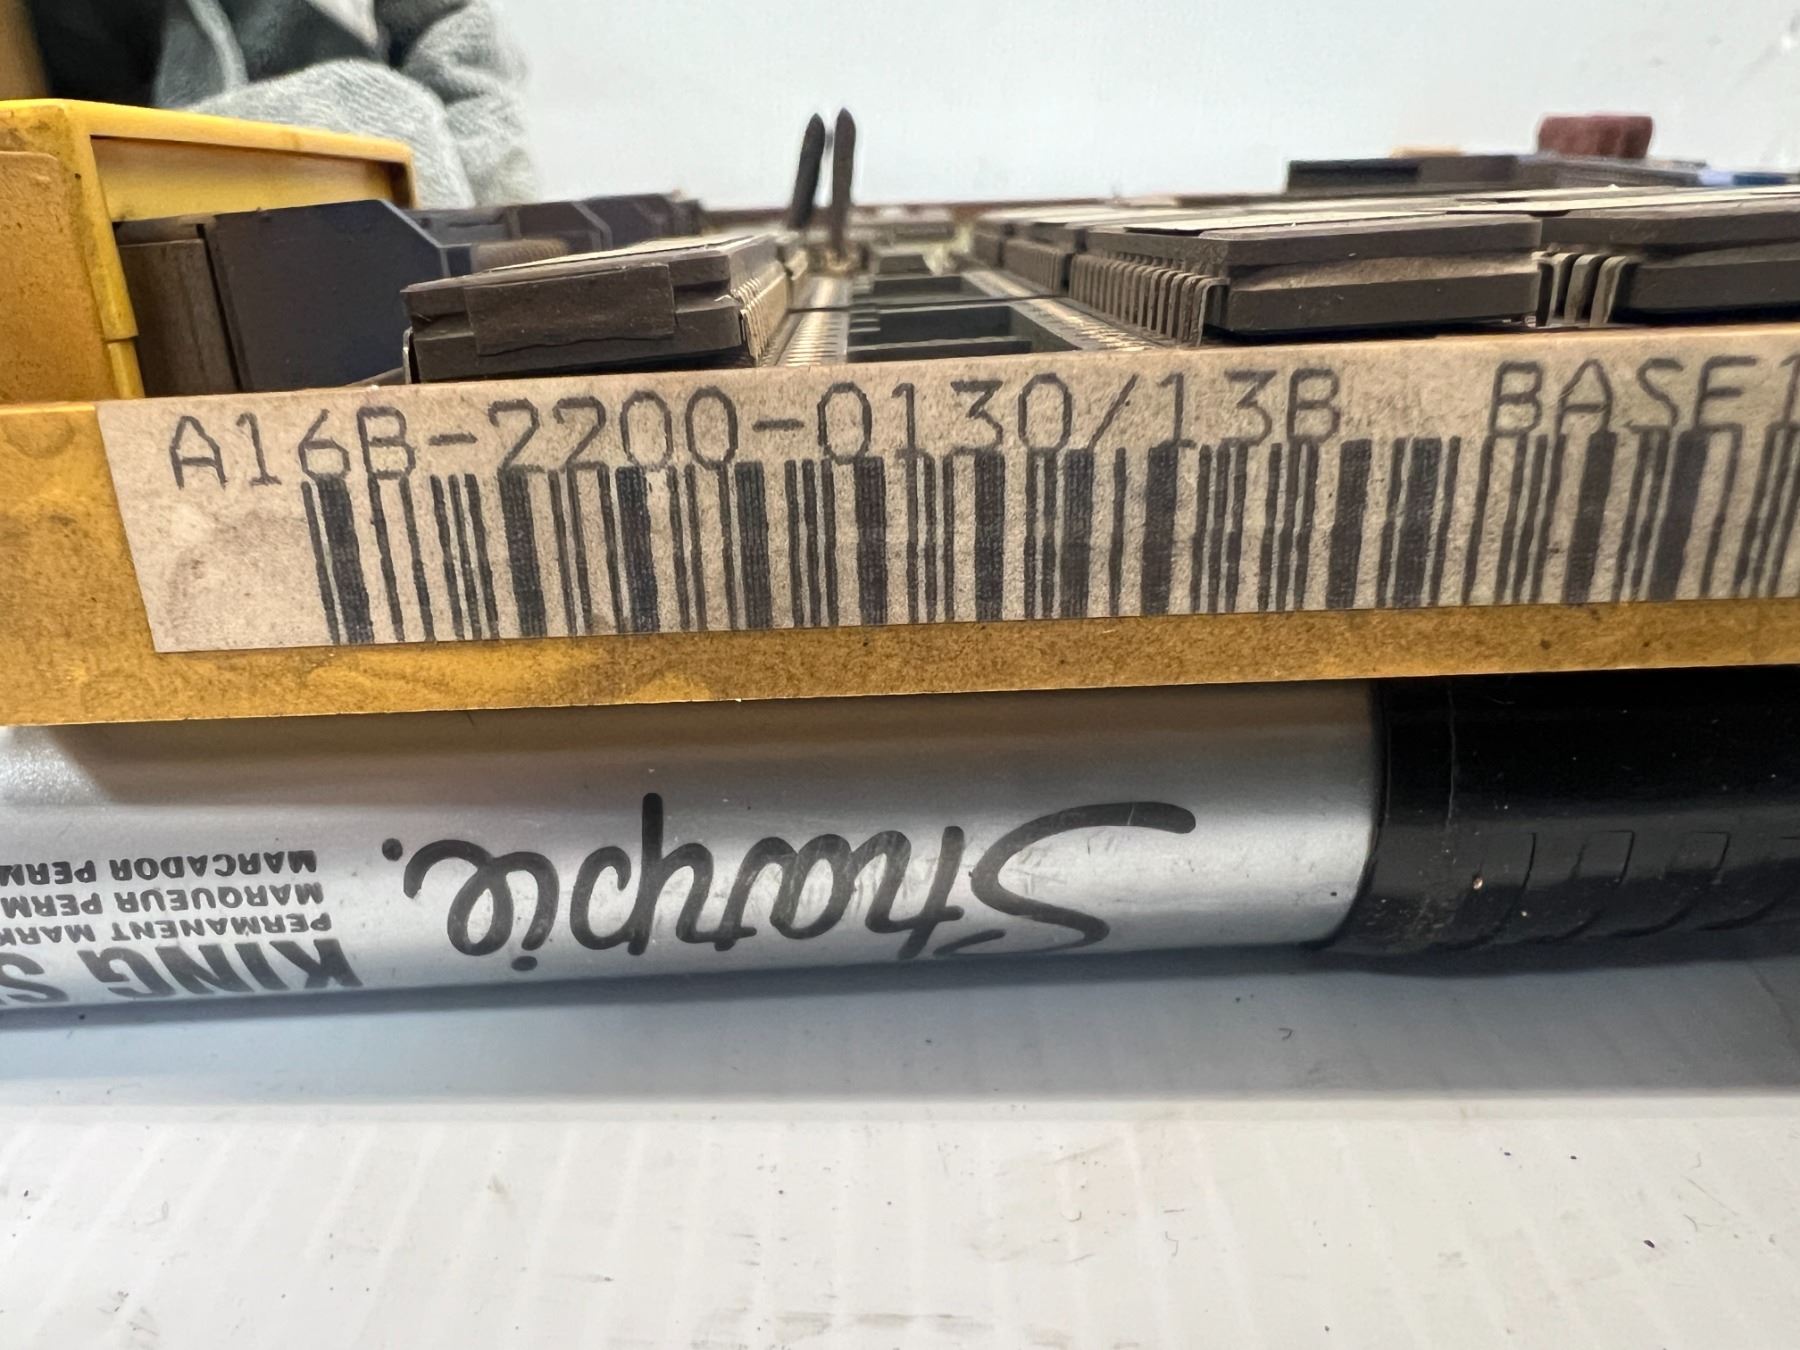 A16B-2200-0130/13B BASE1
Sharpie.
KING S
PERMANENT MARK
MARQUEUR PERM
MARCADOR PERM